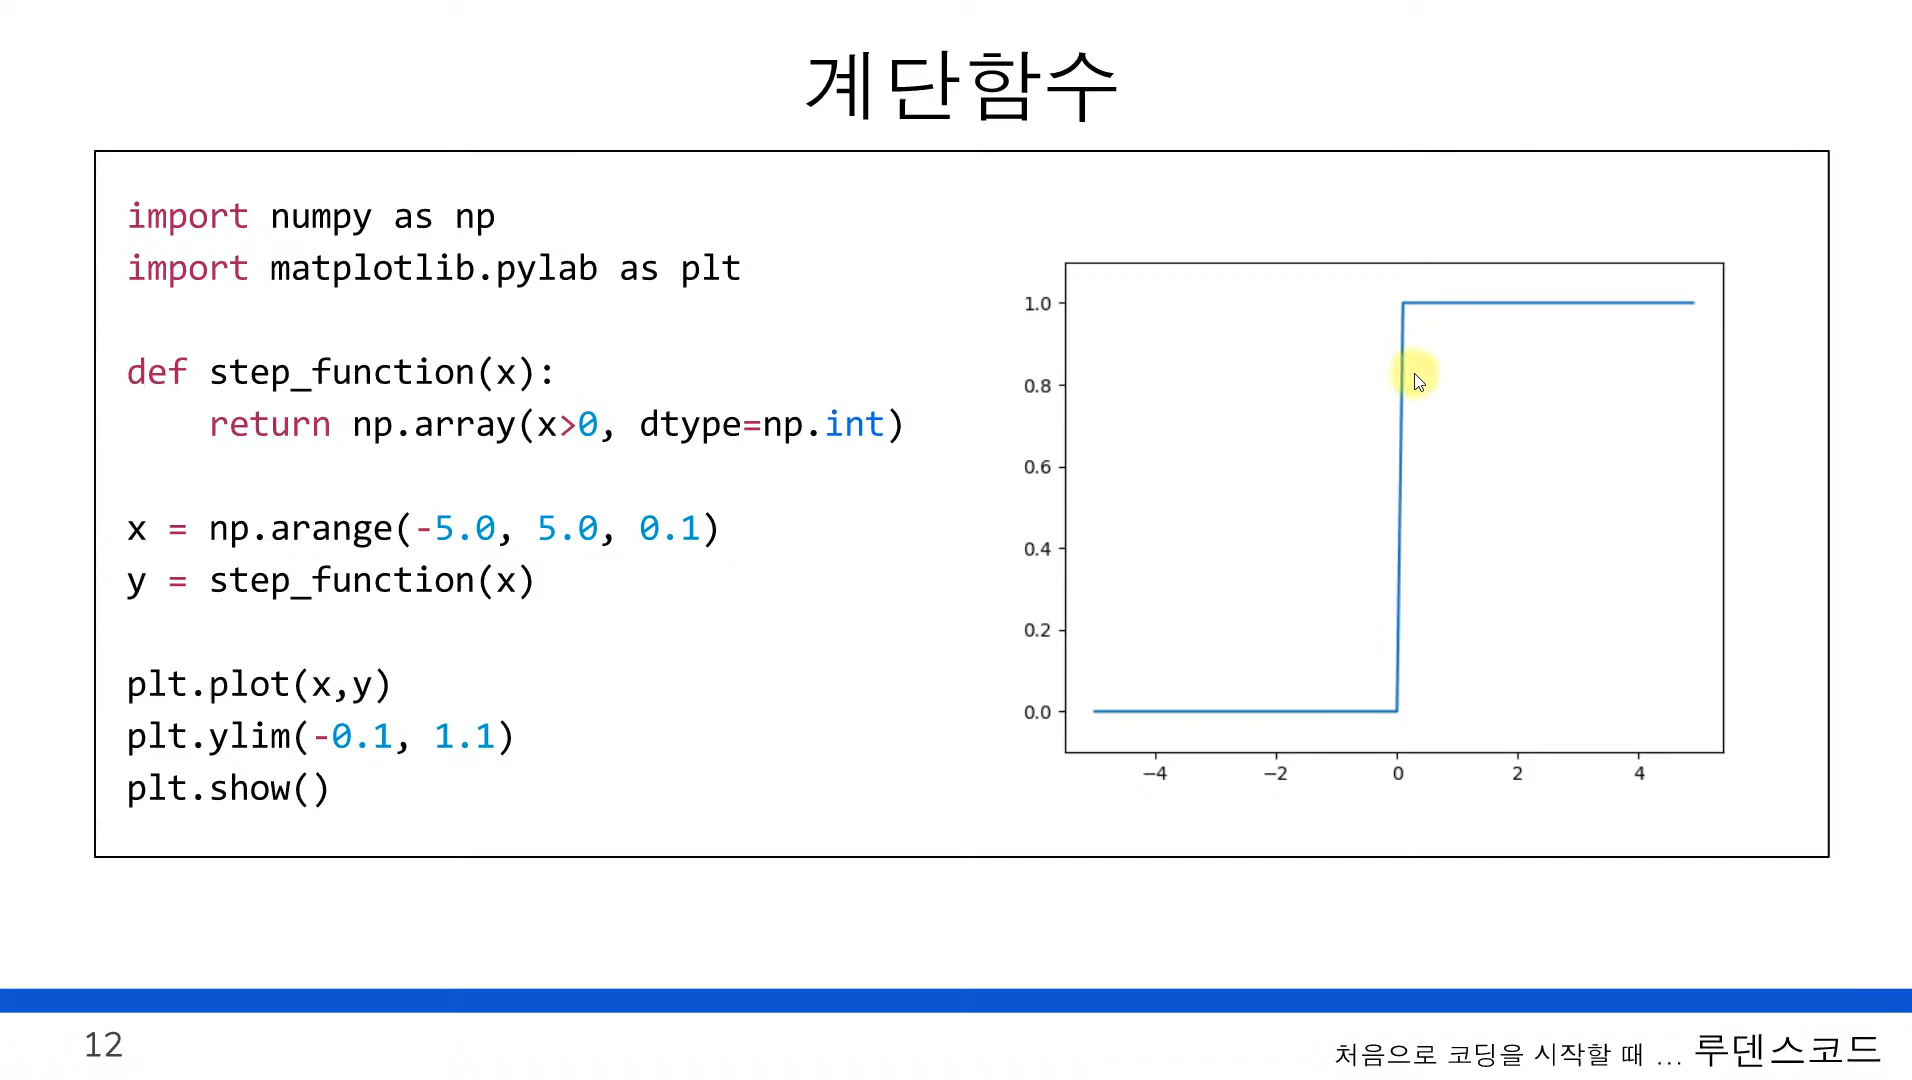 계단함수
import numpy as np
import matplotlib.pylab as plt
def step_function(x):
    return np.array(x>0, dtype=np.int)
x = np.arange(-5.0, 5.0, 0.1)
y = step_function(x)
plt.plot(x,y)
plt.ylim(-0.1, 1.1)
plt.show()
1.0
0.8
0.6
0.4
0.2
0.0
−4 −2 0 2 4
12
처음으로 코딩을 시작할 때 ... 루덴스코드